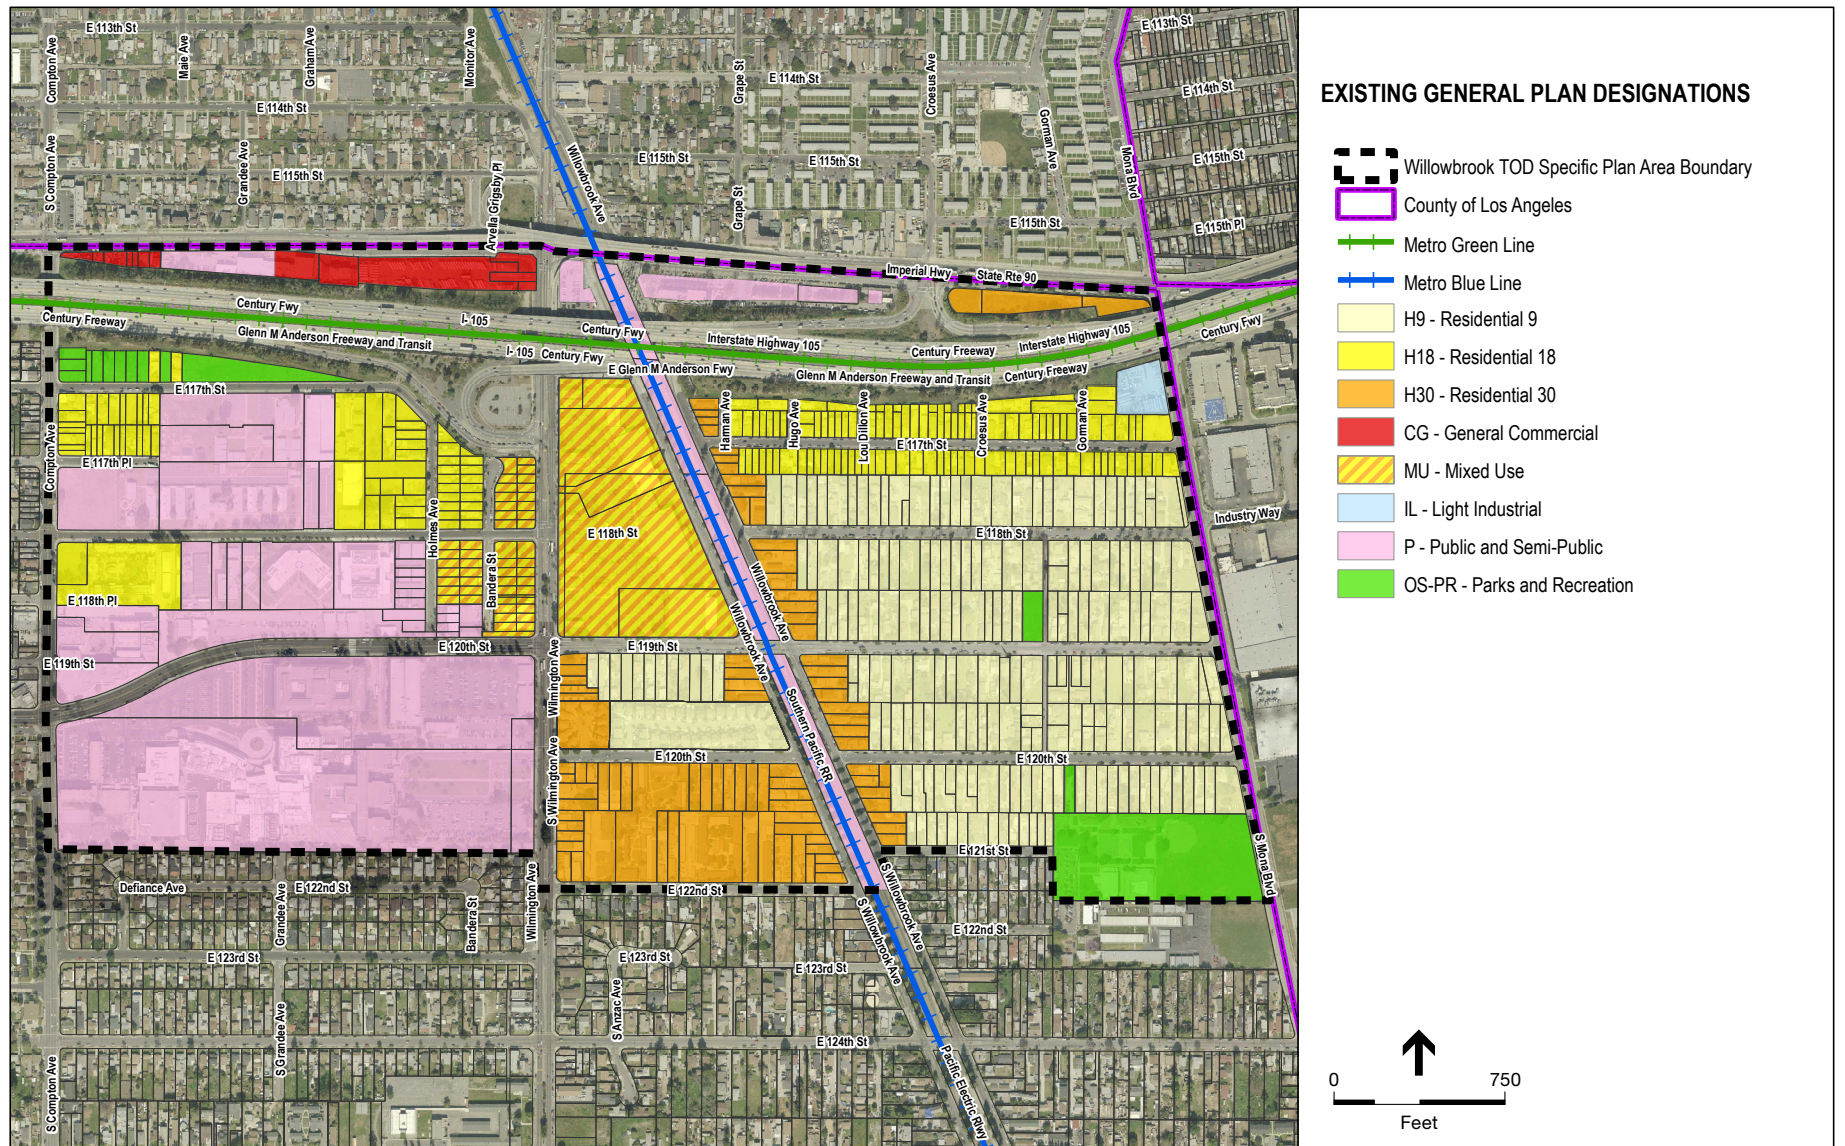 E 113th St
E 113th St
S Compton Ave
Maie Ave
Graham Ave
Monitor Ave
Grape St
E 114th St
Croesus Ave
E 114th St
E 114th St
Gorman Ave
S Compton Ave
Grandee Ave
E 115th St
Arvella Grigsby Pl
Willowbrook Ave
E 115th St
Grape St
E 115th St
E 115th St
Mona Blvd
E 115th St
E 115th Pl
Imperial Hwy
State Rte 90
Century Fwy
I- 105
Century Freeway
Glenn M Anderson Freeway and Transit
I- 105
Century Fwy
Century Fwy
Interstate Highway 105
Century Freeway
Interstate Highway 105
Century Fwy
E Glenn M Anderson Fwy
Glenn M Anderson Freeway and Transit
Century Freeway
E 117th St
Compton Ave
E 117th Pl
Holmes Ave
Bandera St
Harman Ave
Hugo Ave
Lou Dillon Ave
E 117th St
Croesus Ave
Gorman Ave
Industry Way
E 118th St
E 118th St
E 118th Pl
E 119th St
E 120th St
Wilmington Ave
E 119th St
Willowbrook Ave
Willowbrook Ave
Southern Pacific RR
S Wilmington Ave
E 120th St
E 120th St
E 121st St
S Mona Blvd
Defiance Ave
E 122nd St
Grandee Ave
Bandera St
Wilmington Ave
E 122nd St
S Willowbrook Ave
S Willowbrook Ave
E 122nd St
E 123rd St
E 123rd St
E 123rd St
S Anzac Ave
S Grandee Ave
S Compton Ave
E 124th St
Pacific Electric Rlwy
EXISTING GENERAL PLAN DESIGNATIONS
Willowbrook TOD Specific Plan Area Boundary
County of Los Angeles
Metro Green Line
Metro Blue Line
H9 - Residential 9
H18 - Residential 18
H30 - Residential 30
CG - General Commercial
MU - Mixed Use
IL - Light Industrial
P - Public and Semi-Public
OS-PR - Parks and Recreation
0 750
Feet